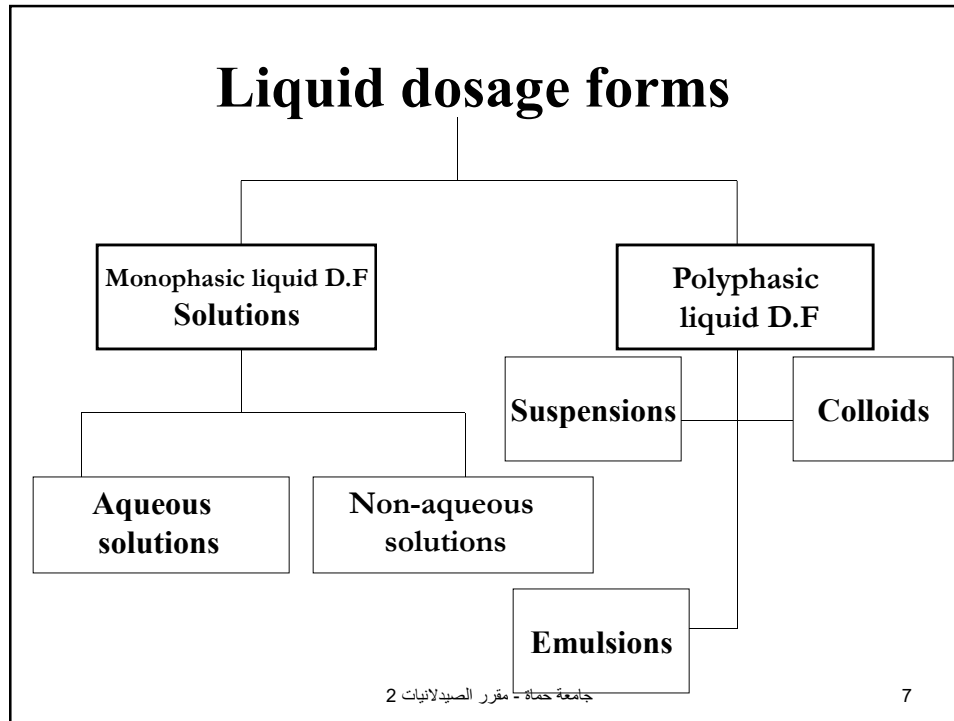 Liquid dosage forms
Monophasic liquid D.F
Solutions
Polyphasic
liquid D.F
Suspensions
Colloids
Aqueous
solutions
Non-aqueous
solutions
Emulsions
جامعة حماة - مقرر الصيدلانيات 2
7